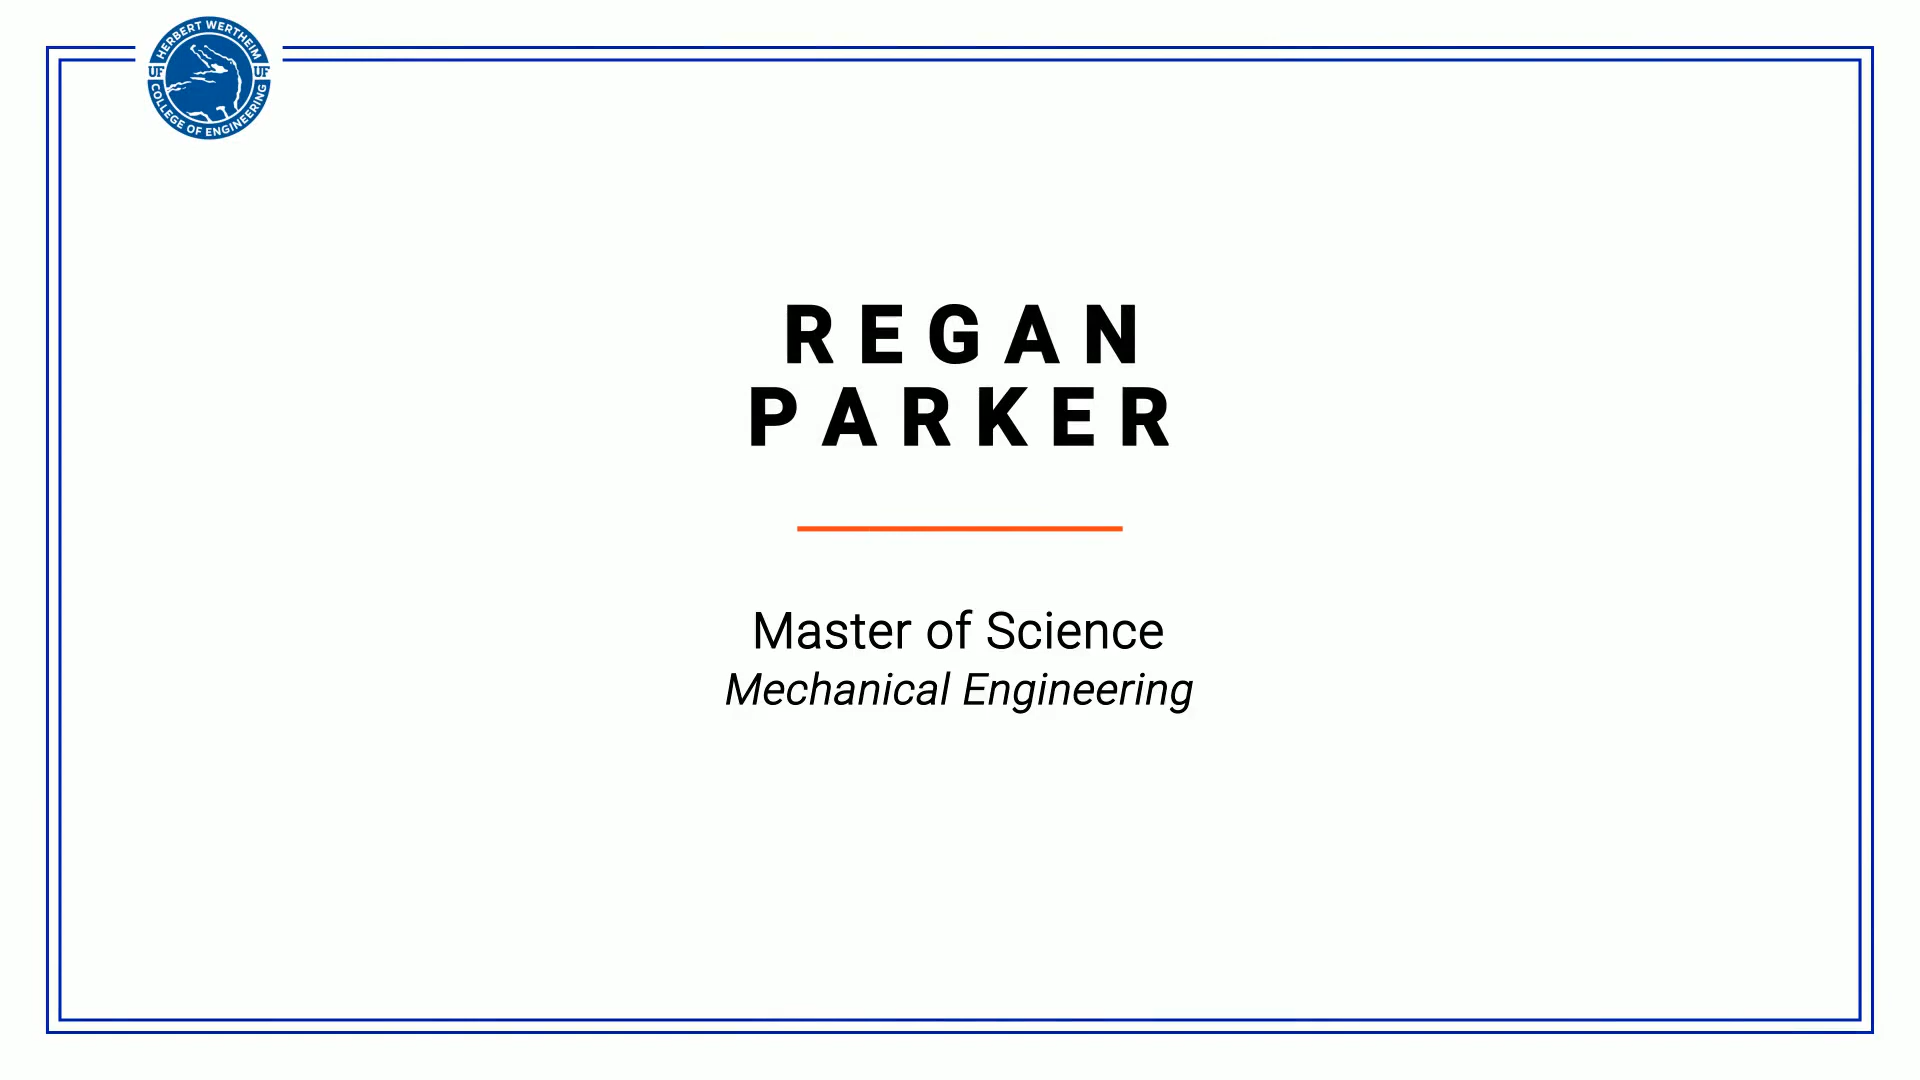 HERBERT WERTHEIM
UF UF
COLLEGE OF ENGINEERING
REGAN
PARKER
Master of Science
Mechanical Engineering